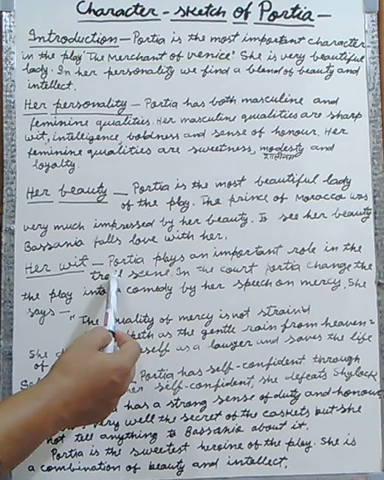 Character - sketch of Portia -
Introduction - Portia is the most important character
in the play 'The Merchant of venice! She is very beautiful
lady. In her personality we find a blend of beauty and
intellect.
Her personality - Portia has both masculine and
feminine qualities. Her masculine qualities are sharp
wit, intelligence, boldness and sense of honour. Her
feminine qualities are sweetness, modesty and
loyalty.
Her beauty - Portia is the most beautiful lady
of the play. The prince of Morocco was
very much impressed by her beauty. To see her beauty
Bassania falls love with her.
Her wit - Portia plays an important role in the
scene. In the court portia change the
the play into comedy by her speech on mercy. She
says - "The quality of mercy is not strain'd
as the gentle rain from heaven"
She as a lawyer and saves the life
of
Portia has self-confident through
self-confident, she defeats Shylock
has a strong sense of duty and honour
very well the secret of the caskets but she
not tell anything to Bassania about it.
Portia is the sweetest heroine of the play. She is
a combination of beauty and intellect.